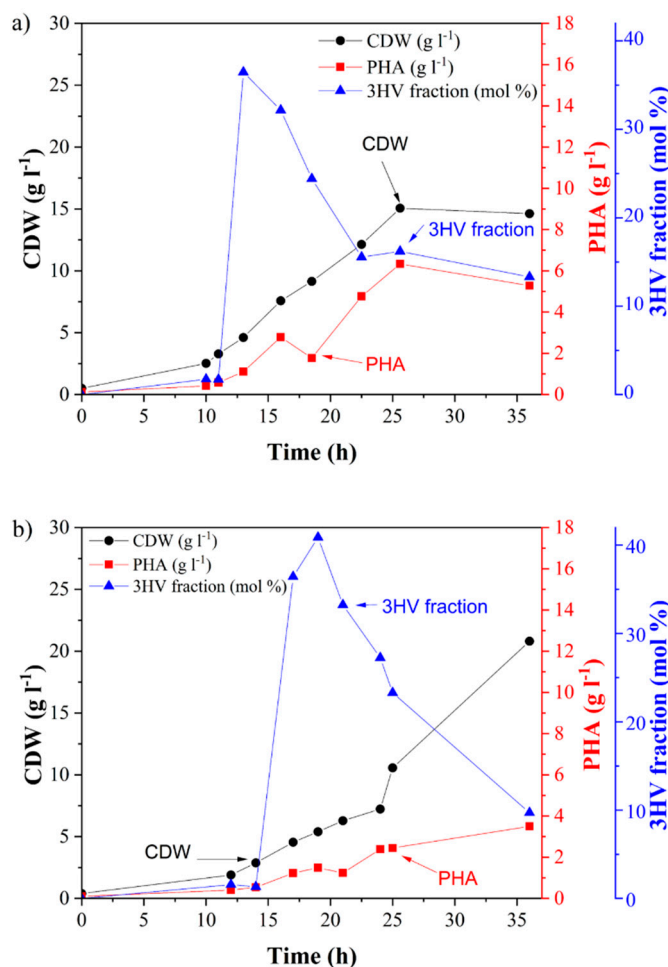 a)
CDW (g l⁻¹)
PHA (g l⁻¹)
3HV fraction (mol %)
CDW
3HV fraction
PHA
30
25
20
15
10
5
0
CDW (g l⁻¹)
18
16
14
12
10
8
6
4
2
0
PHA (g l⁻¹)
40
30
20
10
0
3HV fraction (mol %)
0 5 10 15 20 25 30 35
Time (h)
b)
CDW (g l⁻¹)
PHA (g l⁻¹)
3HV fraction (mol %)
3HV fraction
CDW
PHA
30
25
20
15
10
5
0
CDW (g l⁻¹)
18
16
14
12
10
8
6
4
2
0
PHA (g l⁻¹)
40
30
20
10
0
3HV fraction (mol %)
0 5 10 15 20 25 30 35
Time (h)